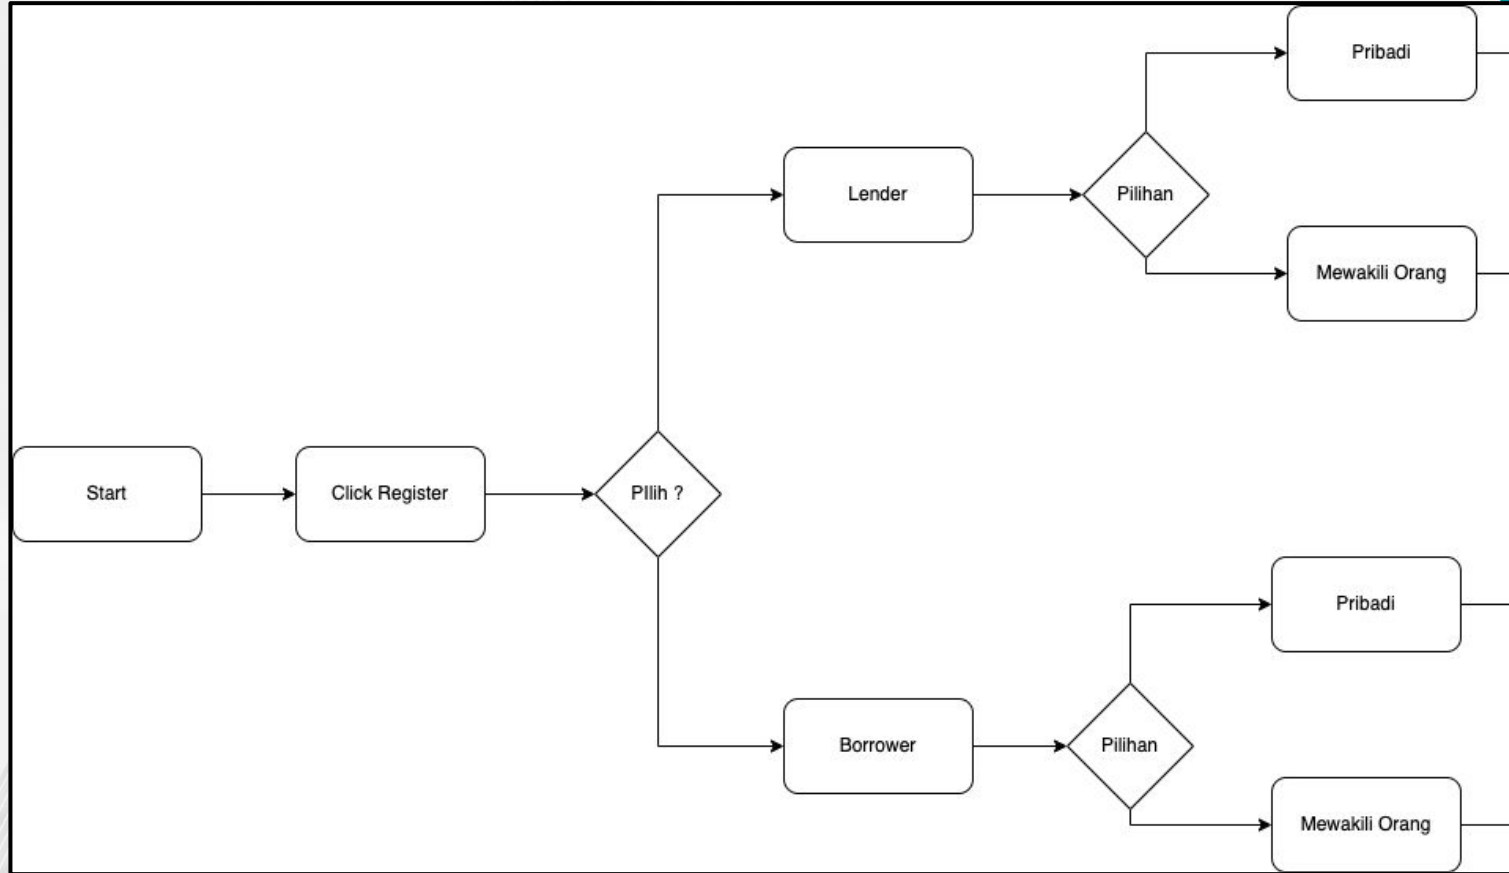 Pribadi
Lender
Pilihan
Mewakili Orang
Start
Click Register
PIlih ?
Pribadi
Borrower
Pilihan
Mewakili Orang